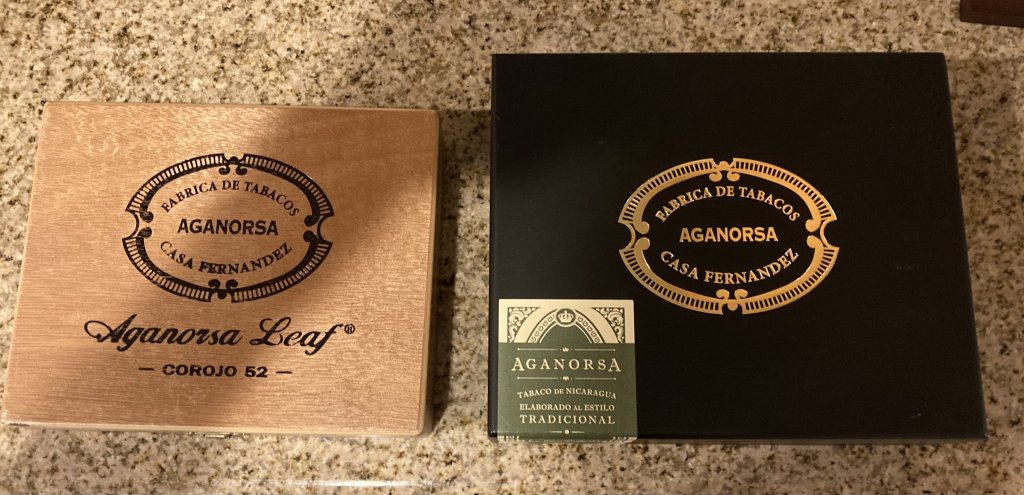 FABRICA DE TABACOS
AGANORSA
CASA FERNANDEZ
Aganorsa Leaf®
— COROJO 52 —
FABRICA DE TABACOS
AGANORSA
CASA FERNANDEZ
AGANORSA
TABACO DE NICARAGUA
ELABORADO AL ESTILO
TRADICIONAL